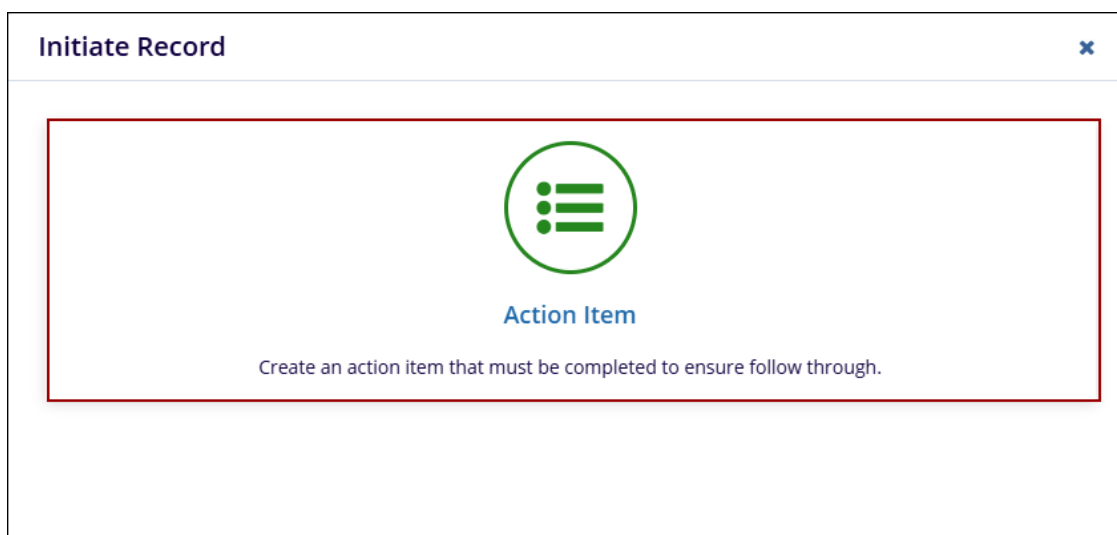 Initiate Record
Action Item
Create an action item that must be completed to ensure follow through.